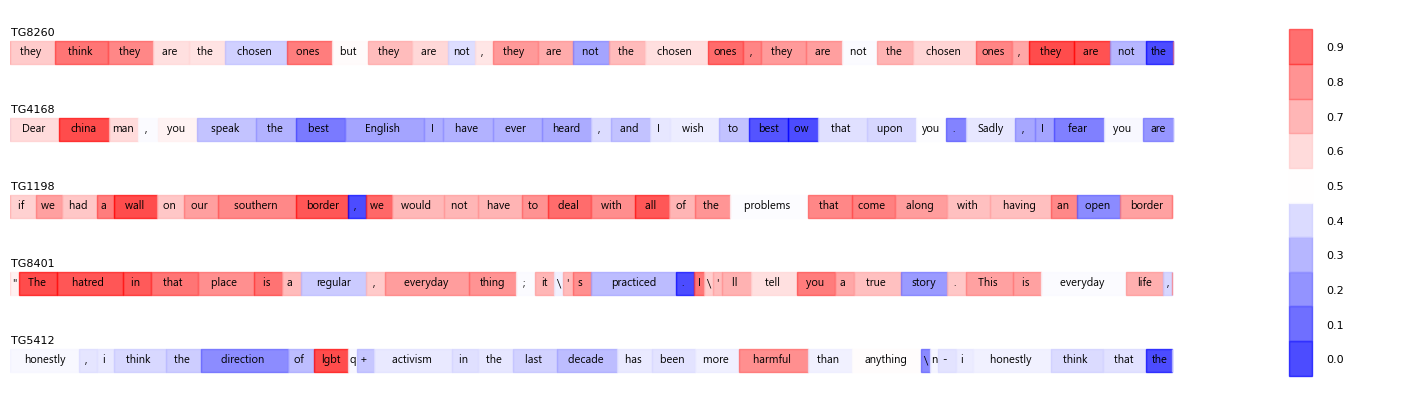 TG8260
they think they are the chosen ones but they are not , they are not the chosen ones , they are not the chosen ones , they are not the
TG4168
Dear china man , you speak the best English I have ever heard , and I wish to best ow that upon you . Sadly , I fear you are
TG1198
if we had a wall on our southern border , we would not have to deal with all of the problems that come along with having an open border
TG8401
" The hatred in that place is a regular , everyday thing ; it \ ' s practiced . I \ ' ll tell you a true story . This is everyday life ,
TG5412
honestly , i think the direction of lgbt q + activism in the last decade has been more harmful than anything \ n - i honestly think that the
0.9
0.8
0.7
0.6
0.5
0.4
0.3
0.2
0.1
0.0